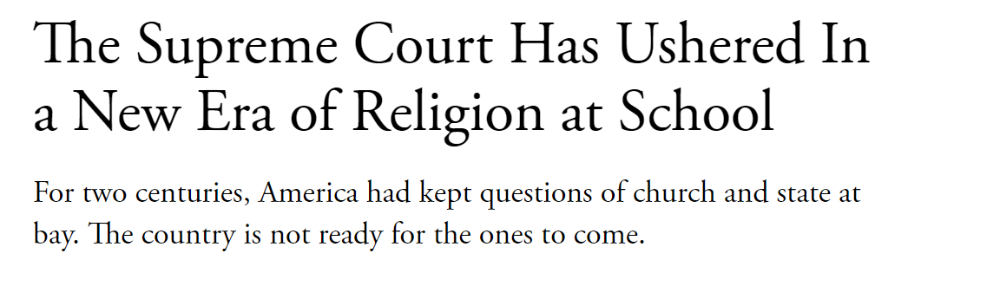 The Supreme Court Has Ushered In
a New Era of Religion at School
For two centuries, America had kept questions of church and state at
bay. The country is not ready for the ones to come.